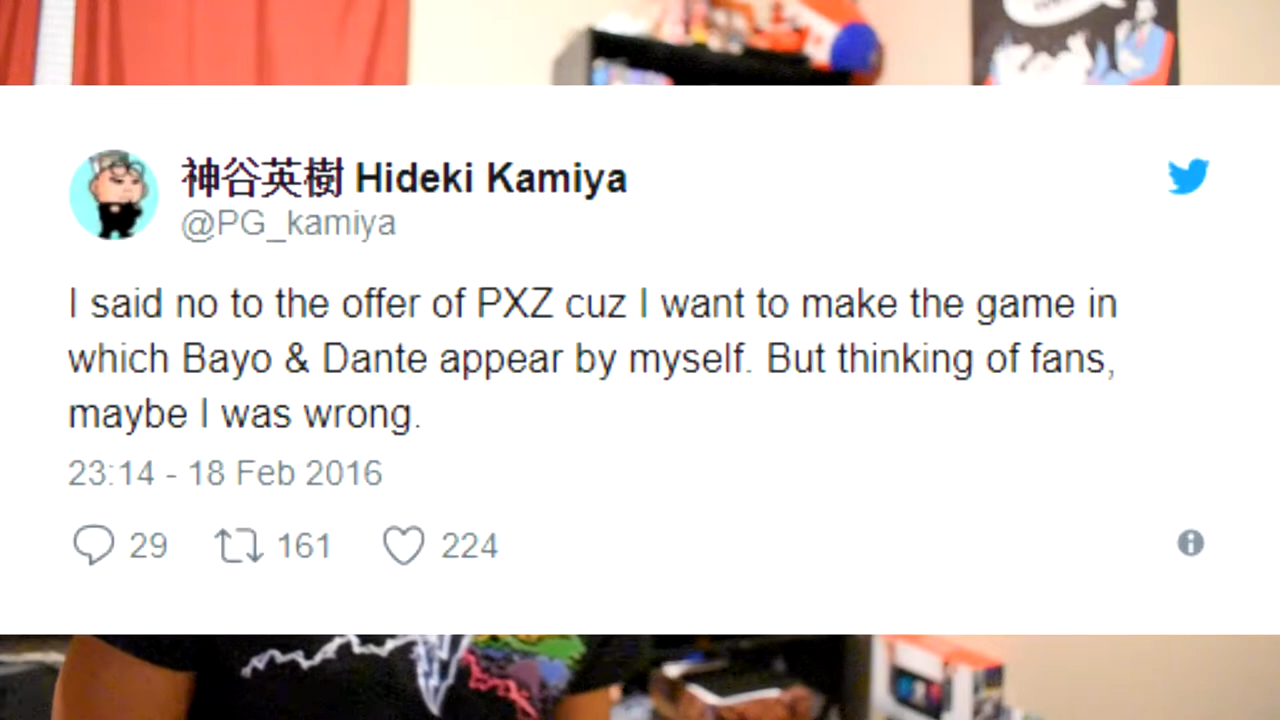 神谷英樹 Hideki Kamiya
@PG_kamiya
I said no to the offer of PXZ cuz I want to make the game in
which Bayo & Dante appear by myself. But thinking of fans,
maybe I was wrong.
23:14 - 18 Feb 2016
29 161 224